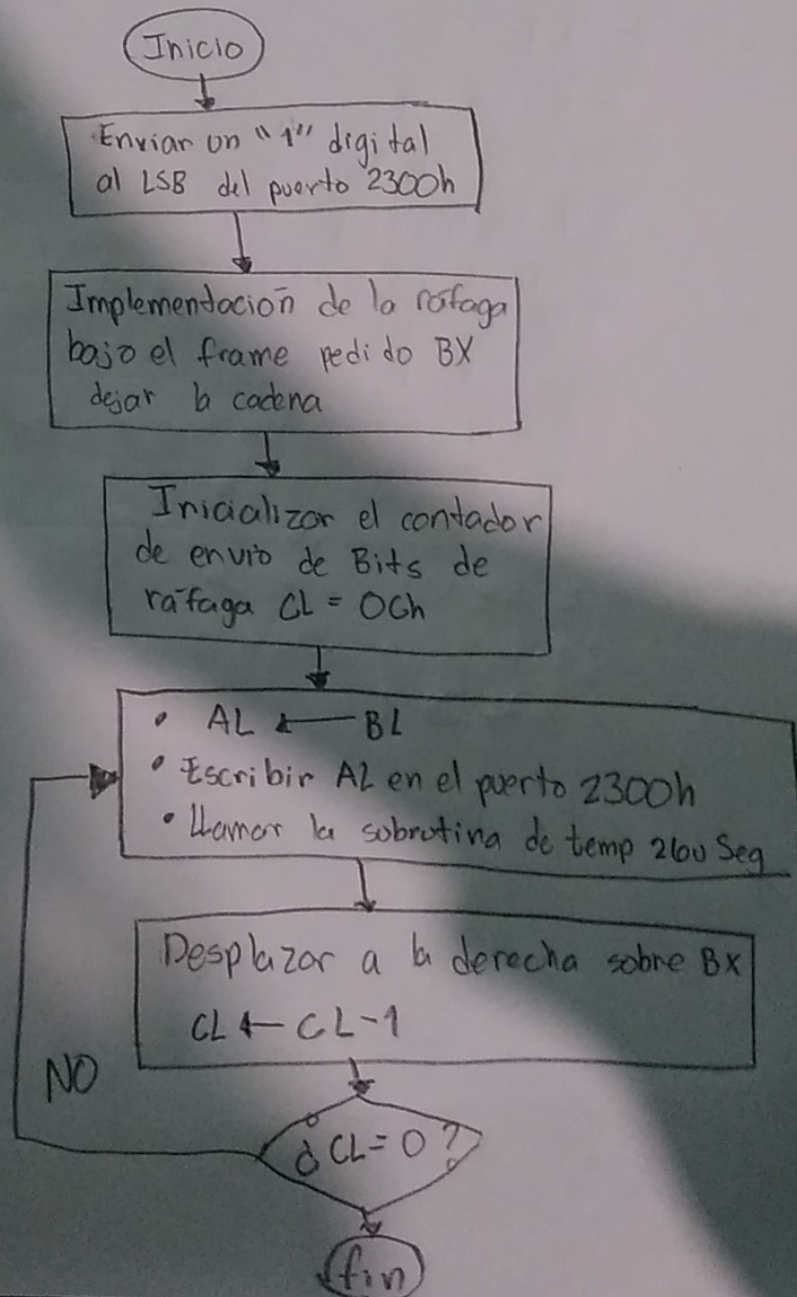 Inicio
Enviar un "1" digital
al LSB del puerto 2300h
Implementación de la ráfaga
bajo el frame pedido BX
dejar la cadena
Inicializar el contador
de envió de Bits de
ráfaga CL = 0Ch
• AL ← BL
• Escribir AL en el puerto 2300h
• Llamar la subrutina de temp 260 Seg
Desplazar a la derecha sobre BX
CL ← CL-1
NO
¿CL=0?
fin